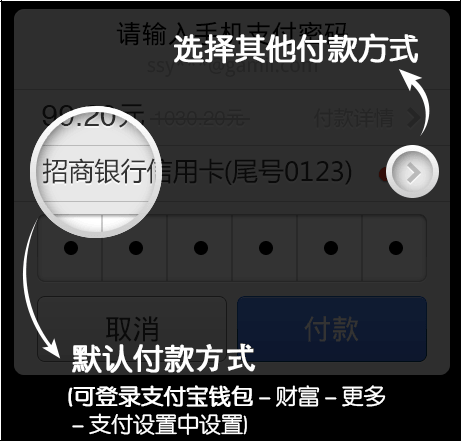 请输入手机支付密码
选择其他付款方式
99.20元 1030.20元 付款详情
招商银行信用卡(尾号0123)
取消 付款
默认付款方式
(可登录支付宝钱包 – 财富 – 更多
– 支付设置中设置)